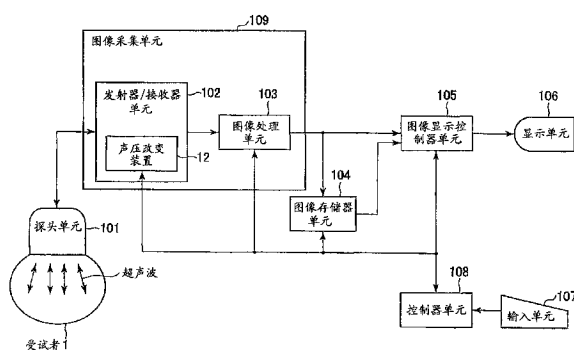 109
图像采集单元
发射器/接收器
单元
102
103
图像处理
单元
声压改变
装置
12
105
图像显示控
制器单元
106
显示单元
104
图像存储器
单元
探头单元
101
超声波
受试者1
108
控制器单元
107
输入单元